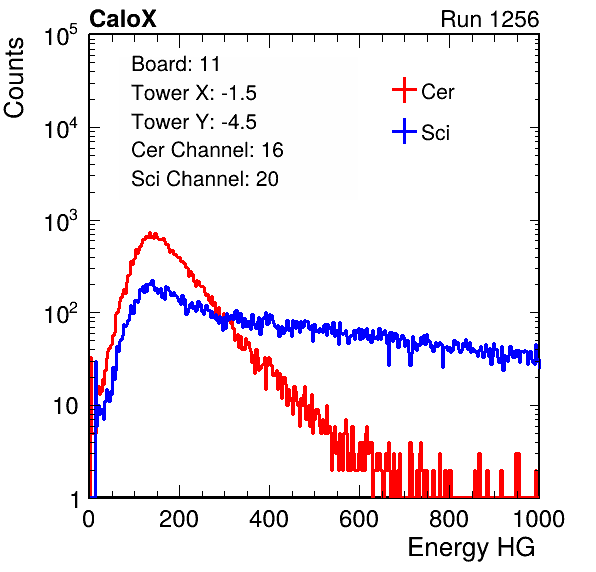 CaloX Run 1256
Counts
Board: 11
Tower X: -1.5
Tower Y: -4.5
Cer Channel: 16
Sci Channel: 20
Cer
Sci
10^5
10^4
10^3
10^2
10
1
0 200 400 600 800 1000
Energy HG